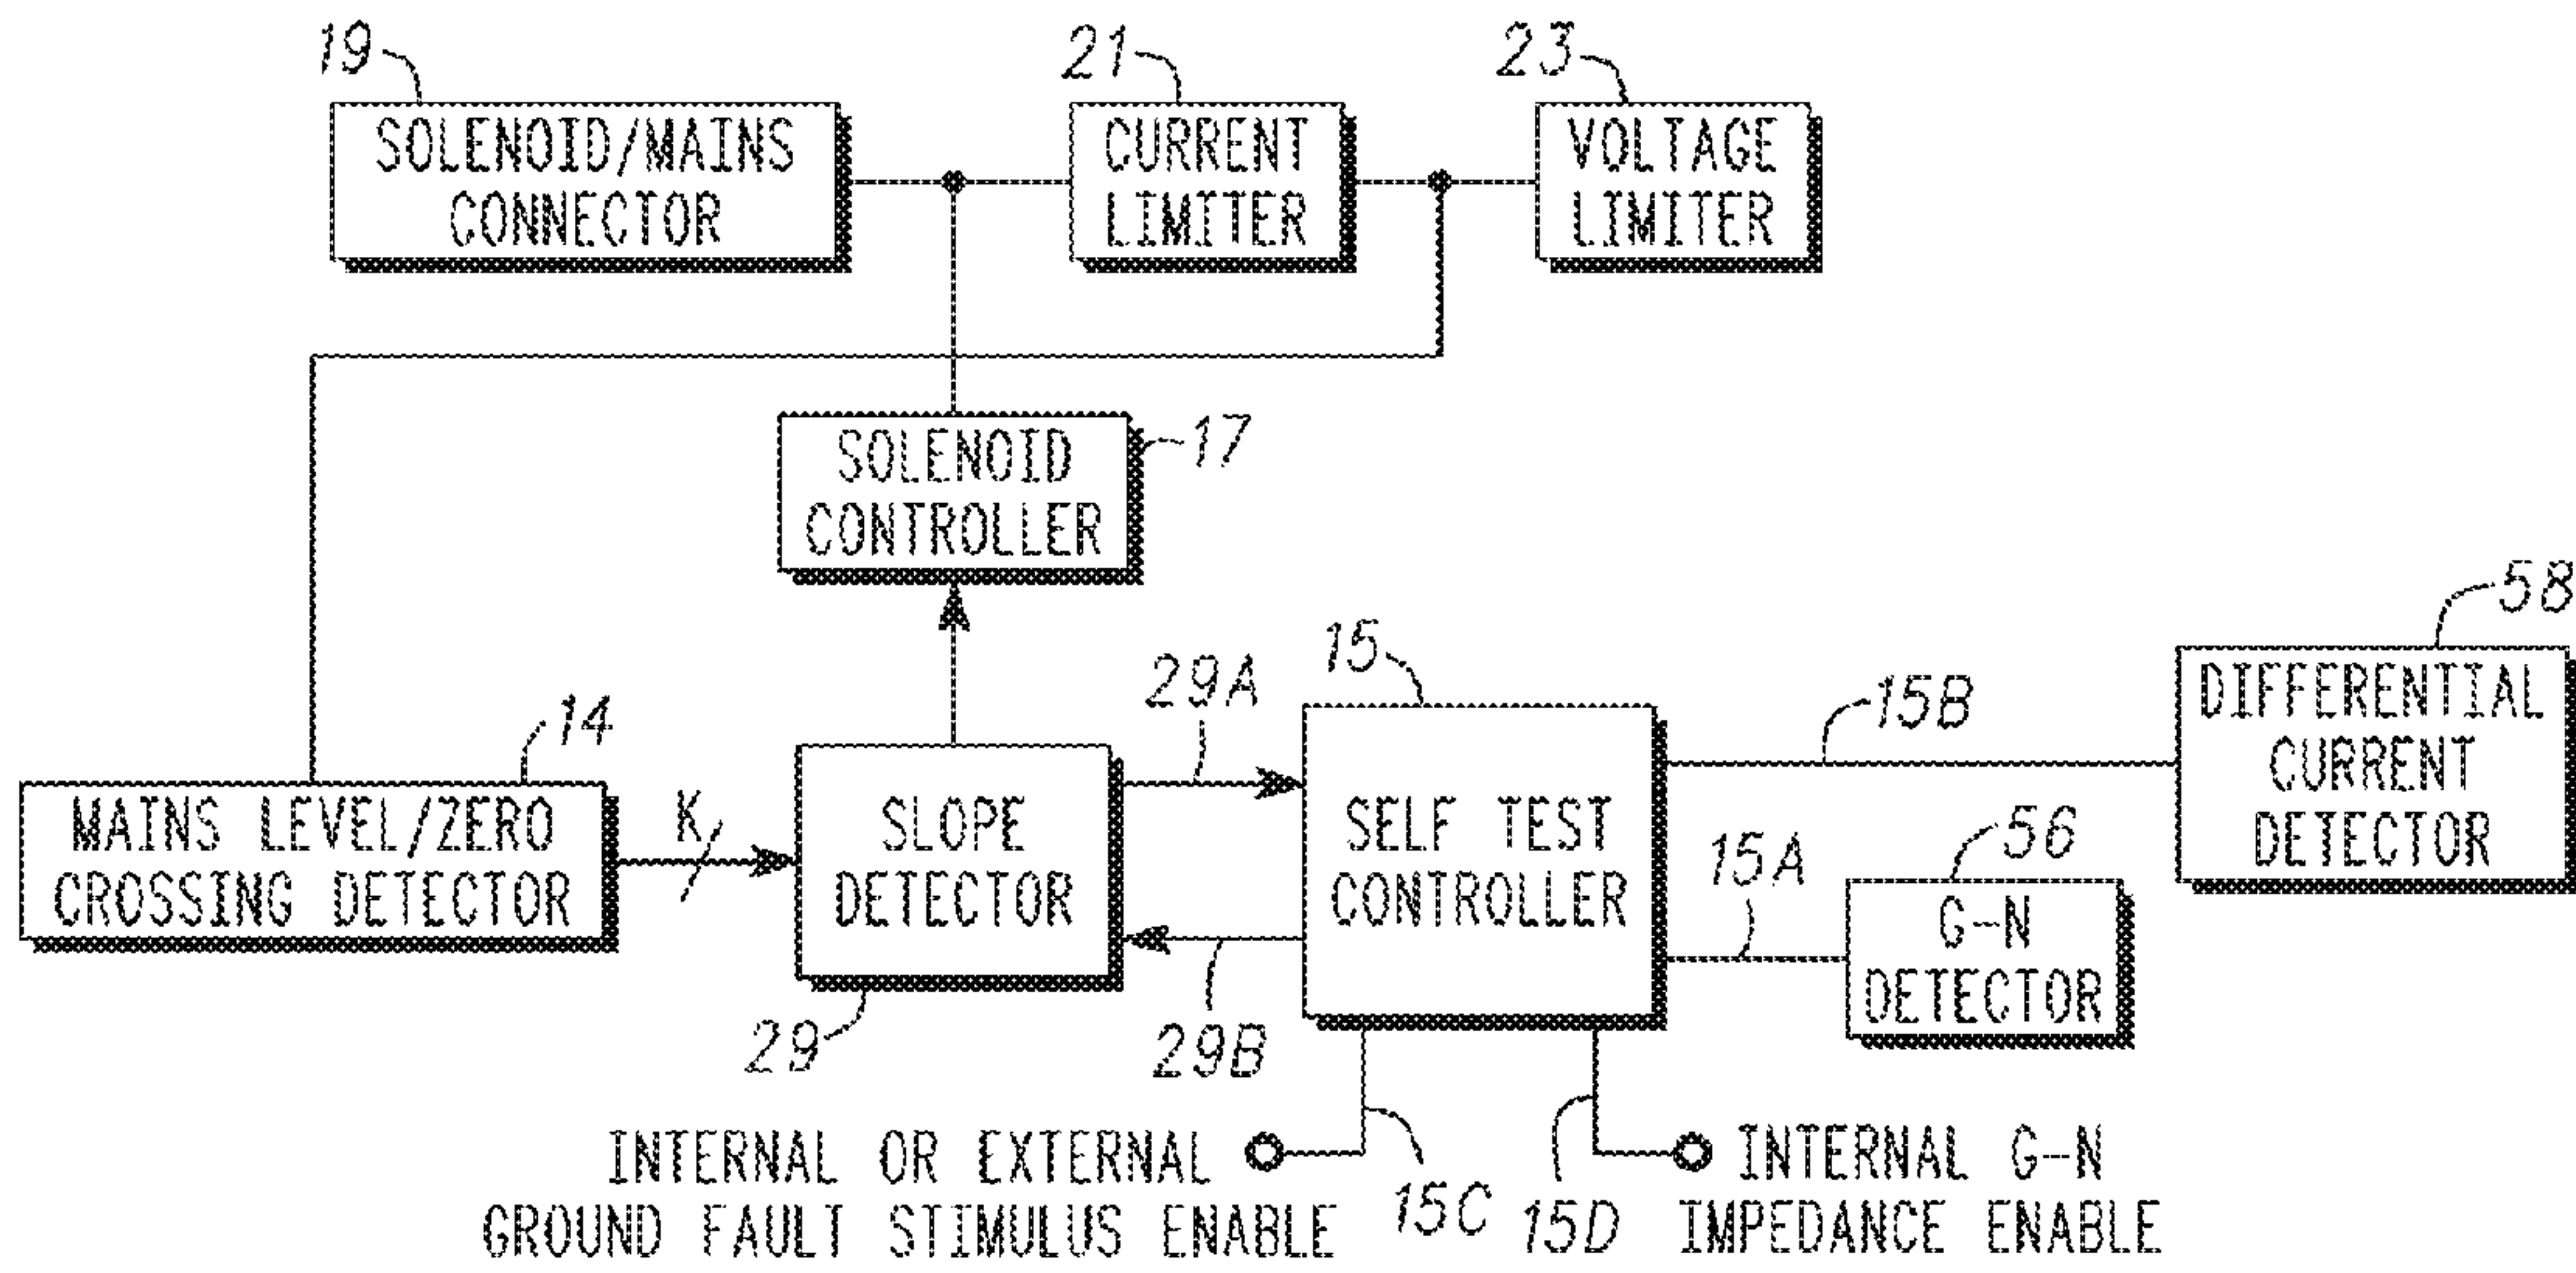 19
21
23
SOLENOID/MAINS
CONNECTOR
CURRENT
LIMITER
VOLTAGE
LIMITER
SOLENOID
CONTROLLER
17
58
DIFFERENTIAL
CURRENT
DETECTOR
14
MAINS LEVEL/ZERO
CROSSING DETECTOR
K
SLOPE
DETECTOR
29
29A
29B
15
SELF TEST
CONTROLLER
15B
15A
56
G-N
DETECTOR
INTERNAL OR EXTERNAL
GROUND FAULT STIMULUS ENABLE
15C
15D
INTERNAL G-N
IMPEDANCE ENABLE